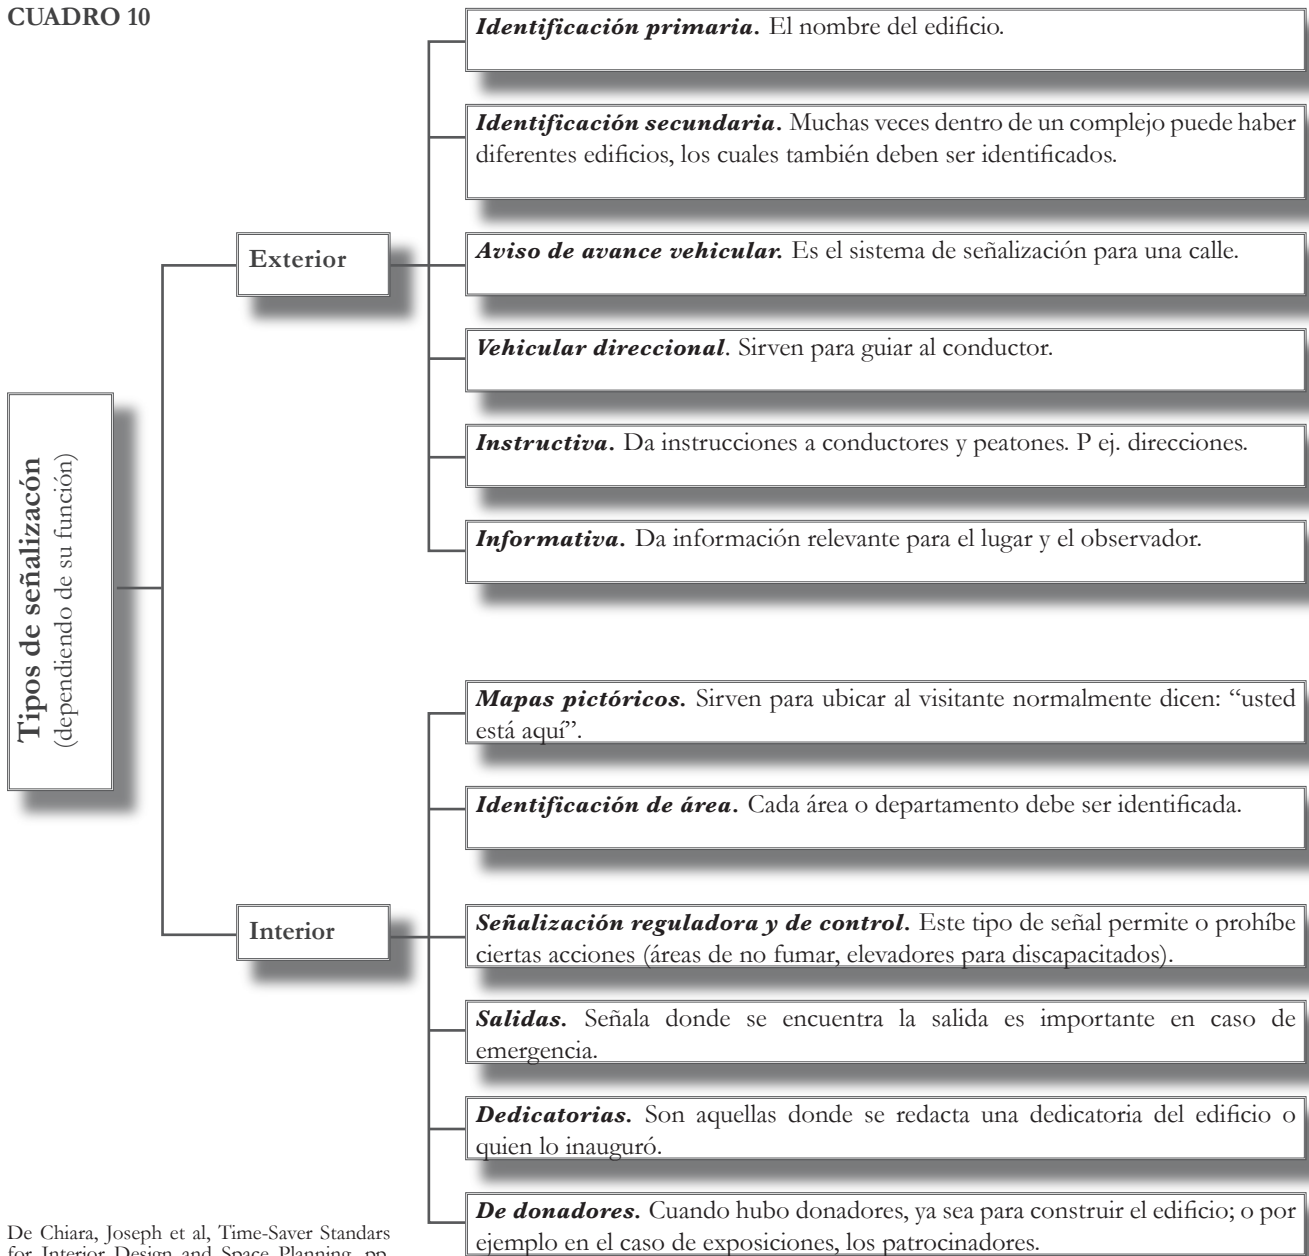 CUADRO 10
Tipos de señalizacón
(dependiendo de su función)
Exterior
Identificación primaria. El nombre del edificio.
Identificación secundaria. Muchas veces dentro de un complejo puede haber
diferentes edificios, los cuales también deben ser identificados.
Aviso de avance vehicular. Es el sistema de señalización para una calle.
Vehicular direccional. Sirven para guiar al conductor.
Instructiva. Da instrucciones a conductores y peatones. P ej. direcciones.
Informativa. Da información relevante para el lugar y el observador.
Interior
Mapas pictóricos. Sirven para ubicar al visitante normalmente dicen: “usted
está aquí”.
Identificación de área. Cada área o departamento debe ser identificada.
Señalización reguladora y de control. Este tipo de señal permite o prohíbe
ciertas acciones (áreas de no fumar, elevadores para discapacitados).
Salidas. Señala donde se encuentra la salida es importante en caso de
emergencia.
Dedicatorias. Son aquellas donde se redacta una dedicatoria del edificio o
quien lo inauguró.
De donadores. Cuando hubo donadores, ya sea para construir el edificio; o por
ejemplo en el caso de exposiciones, los patrocinadores.
De Chiara, Joseph et al, Time-Saver Standars
for Interior Design and Space Planning, pp.